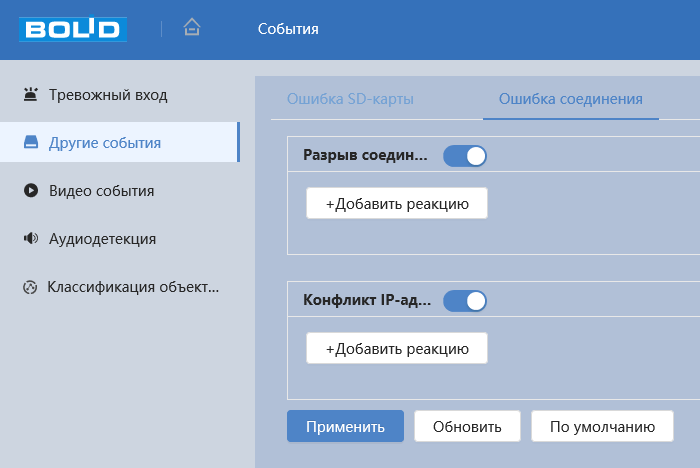 BOLID
События
Тревожный вход
Другие события
Видео события
Аудиодетекция
Классификация объект...
Ошибка SD-карты
Ошибка соединения
Разрыв соедин...
+Добавить реакцию
Конфликт IP-ад...
+Добавить реакцию
Применить
Обновить
По умолчанию